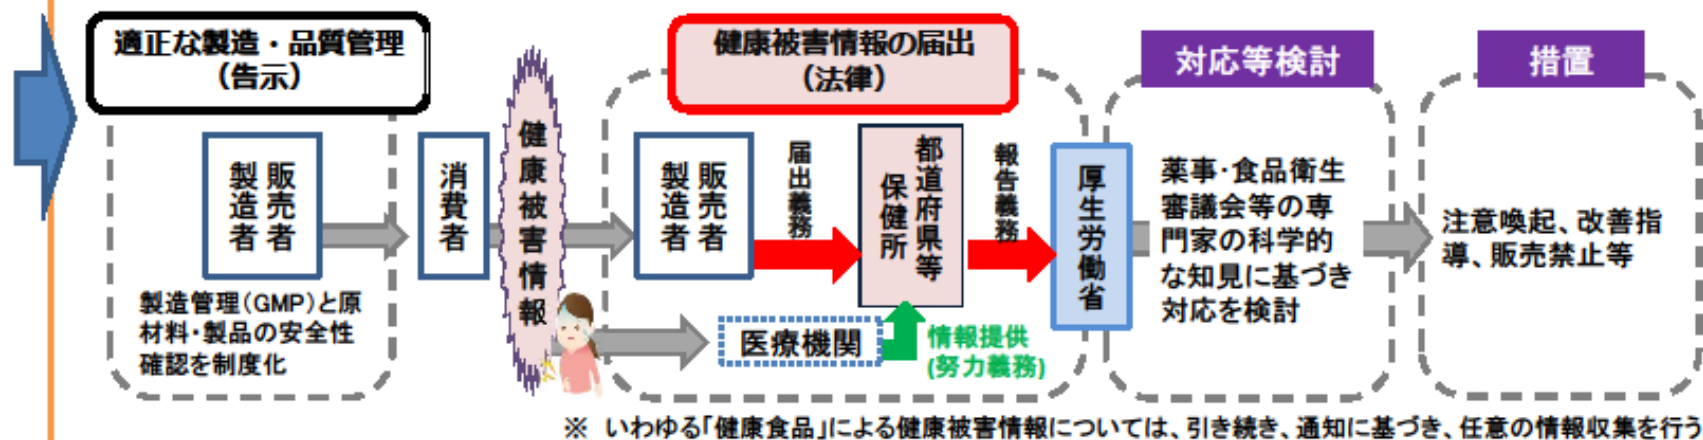 適正な製造・品質管理
（告示）
販売者
製造者
製造管理（GMP）と原
材料・製品の安全性
確認を制度化
消費者
健康被害情報
健康被害情報の届出
（法律）
販売者
製造者
届出義務
都道府県等
保健所
報告義務
医療機関
情報提供
(努力義務)
厚生労働省
対応等検討
薬事・食品衛生
審議会等の専
門家の科学的
な知見に基づき
対応を検討
措置
注意喚起、改善指
導、販売禁止等
※ いわゆる「健康食品」による健康被害情報については、引き続き、通知に基づき、任意の情報収集を行う